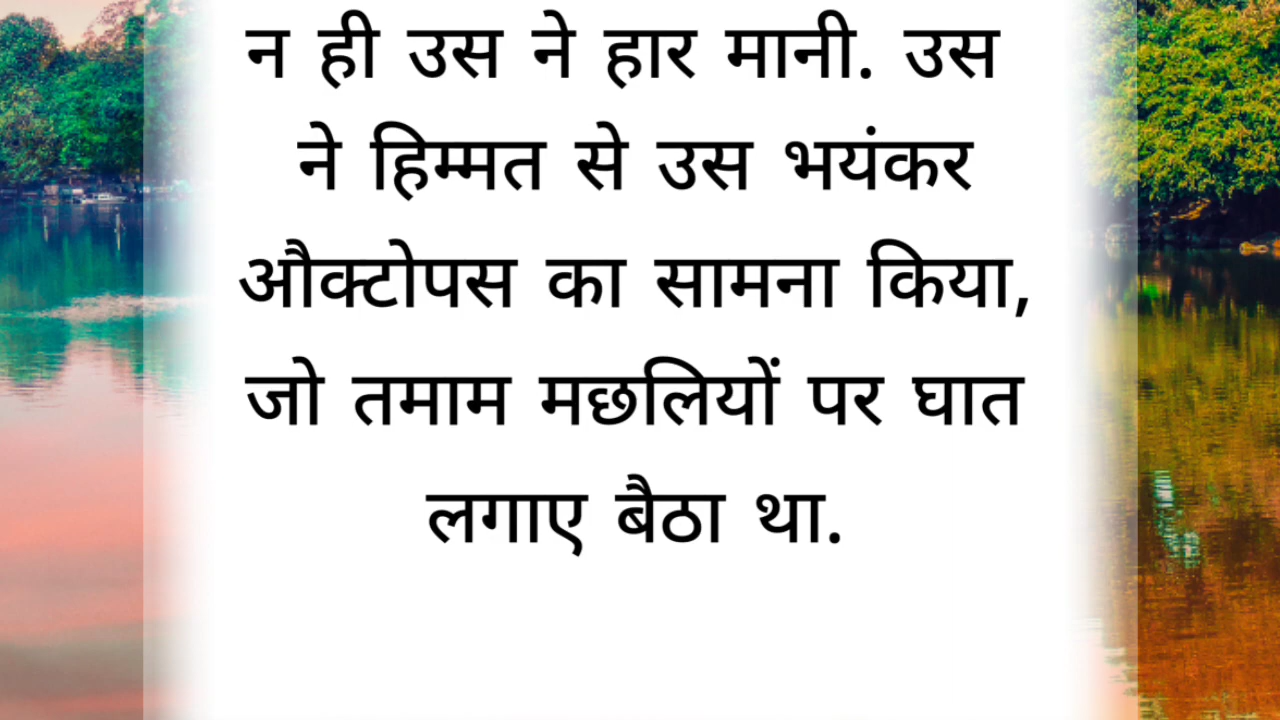 न ही उस ने हार मानी. उस
ने हिम्मत से उस भयंकर
औक्टोपस का सामना किया,
जो तमाम मछलियों पर घात
लगाए बैठा था.